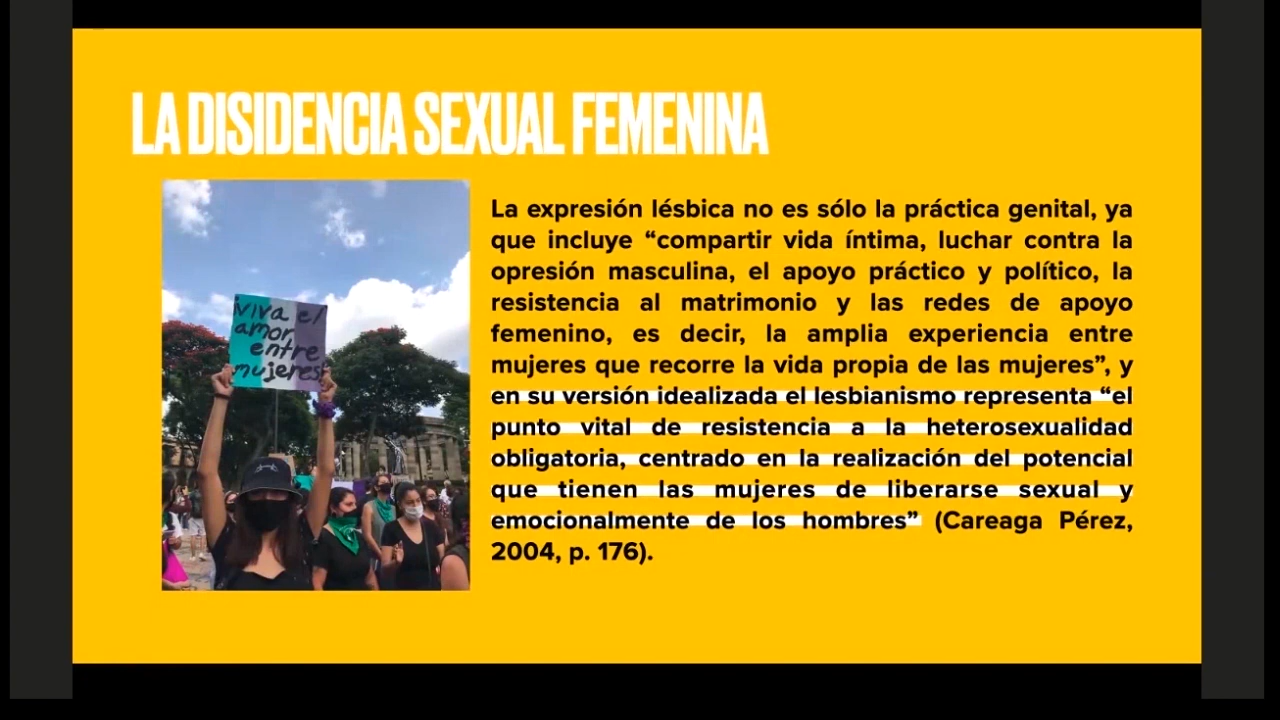 LA DISIDENCIA SEXUAL FEMENINA
¡viva el
amor
entre
mujeres!
La expresión lésbica no es sólo la práctica genital, ya
que incluye “compartir vida íntima, luchar contra la
opresión masculina, el apoyo práctico y político, la
resistencia al matrimonio y las redes de apoyo
femenino, es decir, la amplia experiencia entre
mujeres que recorre la vida propia de las mujeres”, y
en su versión idealizada el lesbianismo representa “el
punto vital de resistencia a la heterosexualidad
obligatoria, centrado en la realización del potencial
que tienen las mujeres de liberarse sexual y
emocionalmente de los hombres” (Careaga Pérez,
2004, p. 176).